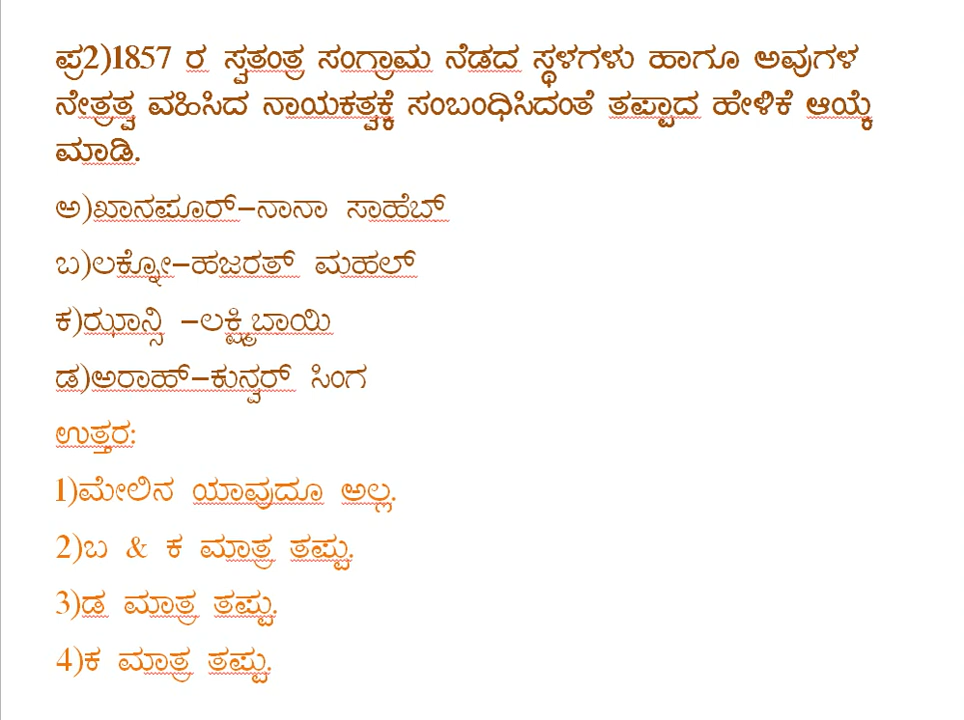 ಪ್ರ2)1857 ರ ಸ್ವತಂತ್ರ ಸಂಗ್ರಾಮ ನೆಡದ ಸ್ಥಳಗಳು ಹಾಗೂ ಅವುಗಳ
ನೇತ್ರತ್ವ ವಹಿಸಿದ ನಾಯಕತ್ವಕ್ಕೆ ಸಂಬಂಧಿಸಿದಂತೆ ತಪ್ಪಾದ ಹೇಳಿಕೆ ಆಯ್ಕೆ
ಮಾಡಿ.
ಅ)ಖಾನಪೂರ್–ನಾನಾ ಸಾಹೆಬ್
ಬ)ಲಕ್ನೋ–ಹಜರತ್ ಮಹಲ್
ಕ)ಝಾನ್ಸಿ –ಲಕ್ಷ್ಮಿಬಾಯಿ
ಡ)ಅರಾಹ್–ಕುನ್ವರ್ ಸಿಂಗ
ಉತ್ತರ:
1)ಮೇಲಿನ ಯಾವುದೂ ಅಲ್ಲ.
2)ಬ & ಕ ಮಾತ್ರ ತಪ್ಪು.
3)ಡ ಮಾತ್ರ ತಪ್ಪು.
4)ಕ ಮಾತ್ರ ತಪ್ಪು.